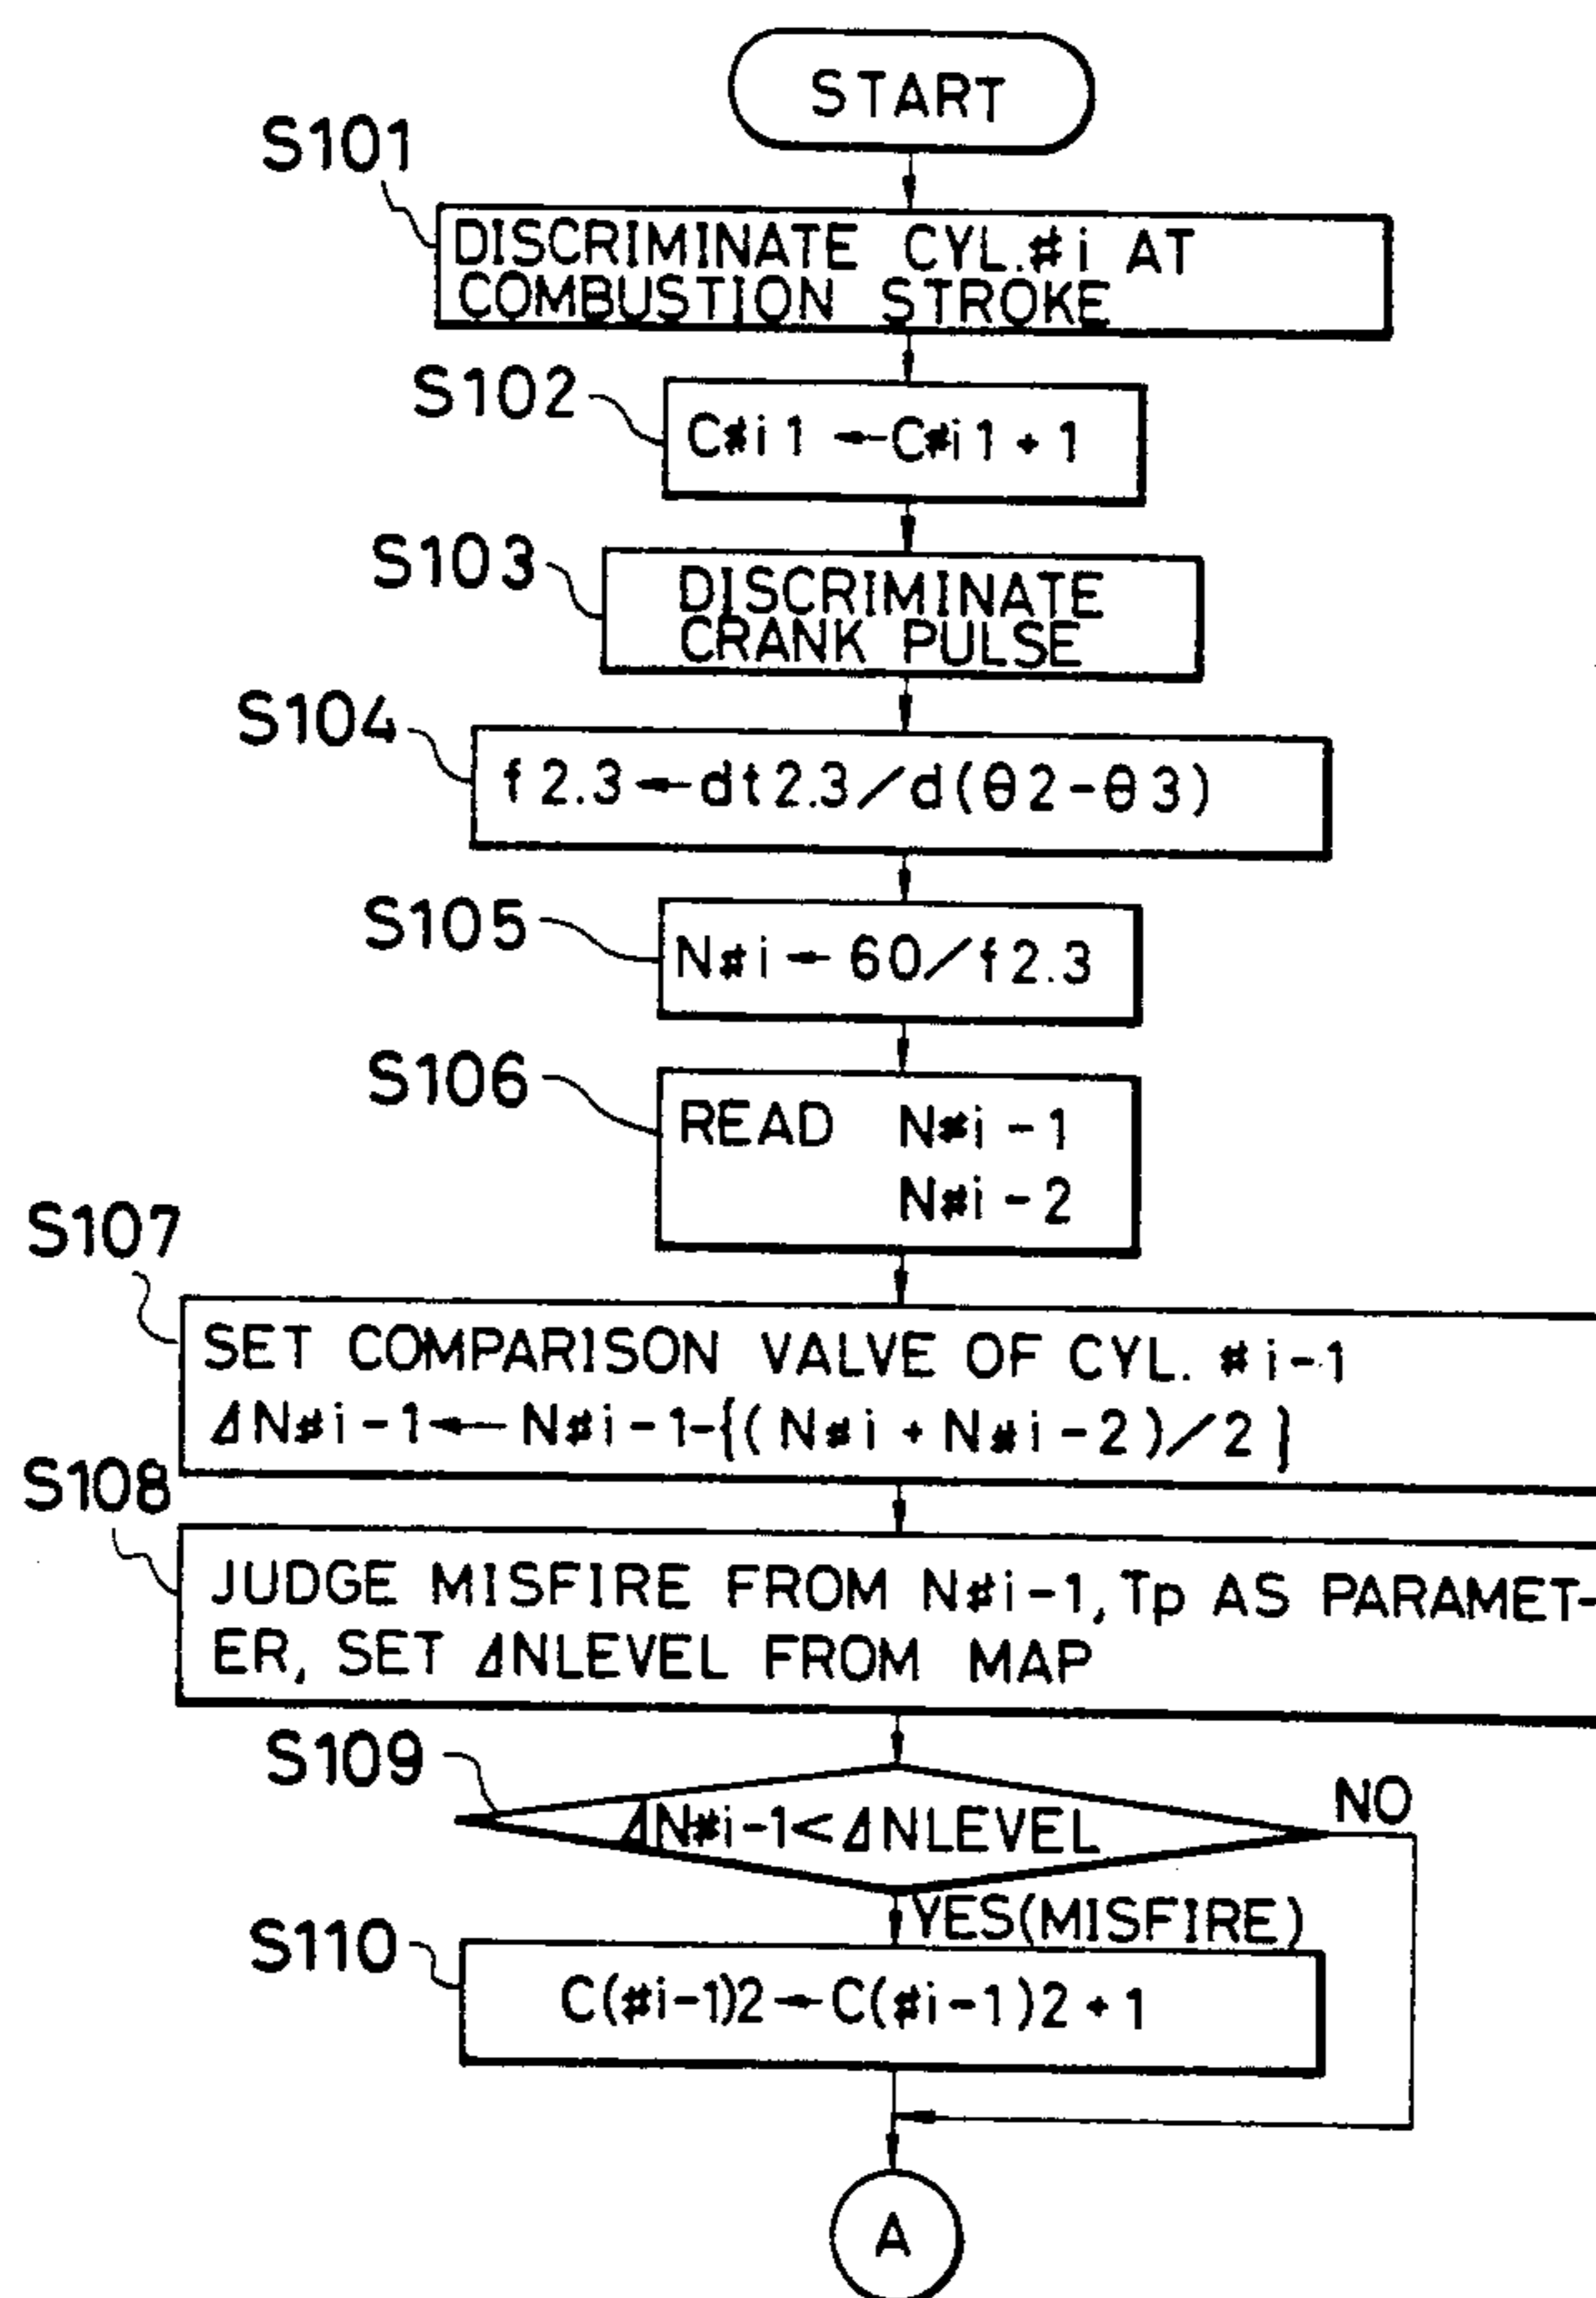 START
S101
DISCRIMINATE CYL.#i AT
COMBUSTION STROKE
S102
C#i1←C#i1+1
S103
DISCRIMINATE
CRANK PULSE
S104
f2.3←dt2.3/d(θ2-θ3)
S105
N#i←60/f2.3
S106
READ N#i-1
N#i-2
S107
SET COMPARISON VALVE OF CYL. #i-1
ΔN#i-1←N#i-1-{(N#i+N#i-2)/2}
S108
JUDGE MISFIRE FROM N#i-1, Tp AS PARAMET-
ER, SET ΔNLEVEL FROM MAP
S109
ΔN#i-1<ΔNLEVEL
NO
YES(MISFIRE)
S110
C(#i-1)2←C(#i-1)2+1
A